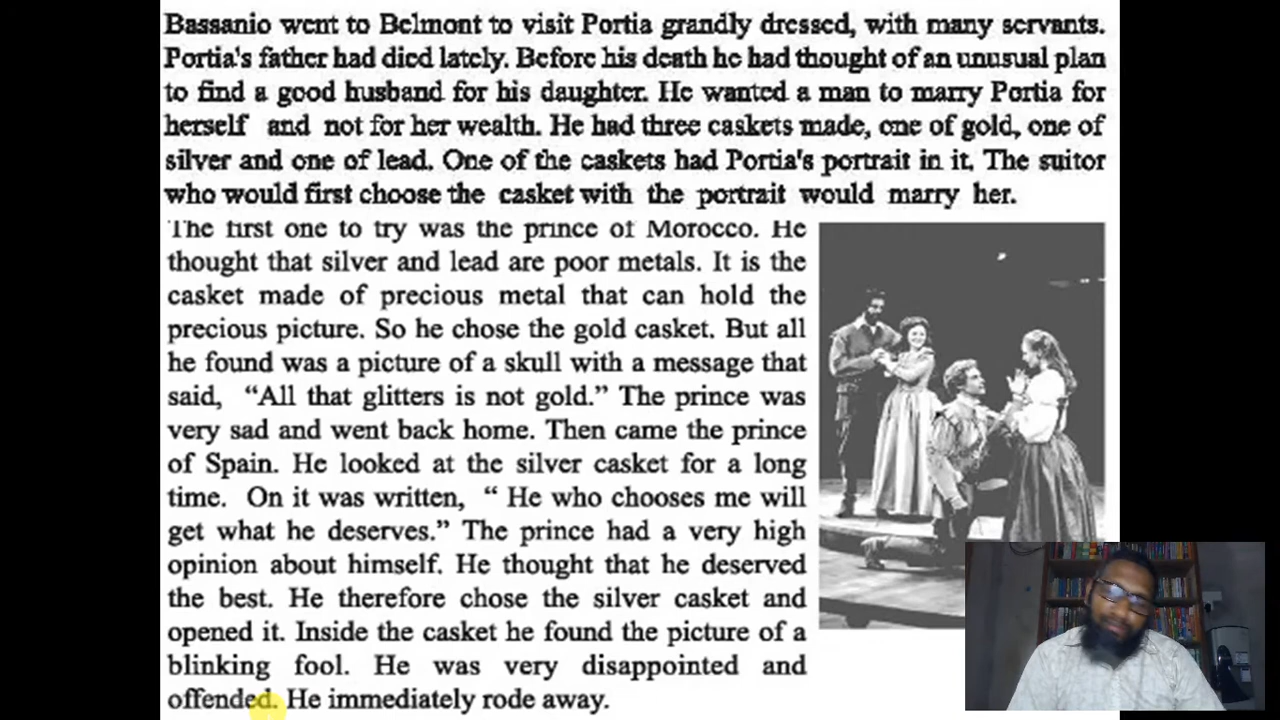 Bassanio went to Belmont to visit Portia grandly dressed, with many servants.
Portia's father had died lately. Before his death he had thought of an unusual plan
to find a good husband for his daughter. He wanted a man to marry Portia for
herself and not for her wealth. He had three caskets made, one of gold, one of
silver and one of lead. One of the caskets had Portia's portrait in it. The suitor
who would first choose the casket with the portrait would marry her.
The first one to try was the prince of Morocco. He
thought that silver and lead are poor metals. It is the
casket made of precious metal that can hold the
precious picture. So he chose the gold casket. But all
he found was a picture of a skull with a message that
said, “All that glitters is not gold.” The prince was
very sad and went back home. Then came the prince
of Spain. He looked at the silver casket for a long
time. On it was written, “ He who chooses me will
get what he deserves.” The prince had a very high
opinion about himself. He thought that he deserved
the best. He therefore chose the silver casket and
opened it. Inside the casket he found the picture of a
blinking fool. He was very disappointed and
offended. He immediately rode away.